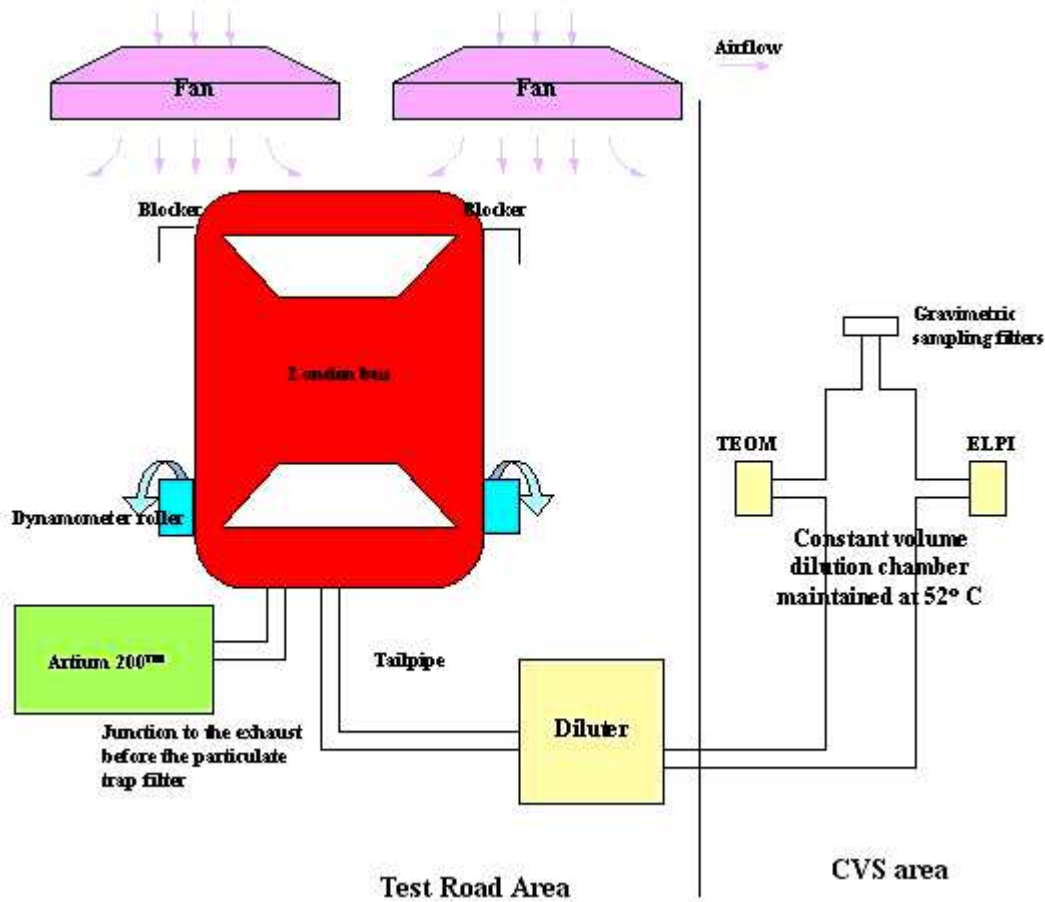 Airflow
Fan
Fan
Blocker
Blocker
Gravimetric
sampling filters
London bus
TEOM
ELPI
Dynamometer roller
Constant volume
dilution chamber
maintained at 52° C
Artium 200™
Tailpipe
Junction to the exhaust
before the particulate
trap filter
Diluter
Test Road Area
CVS area